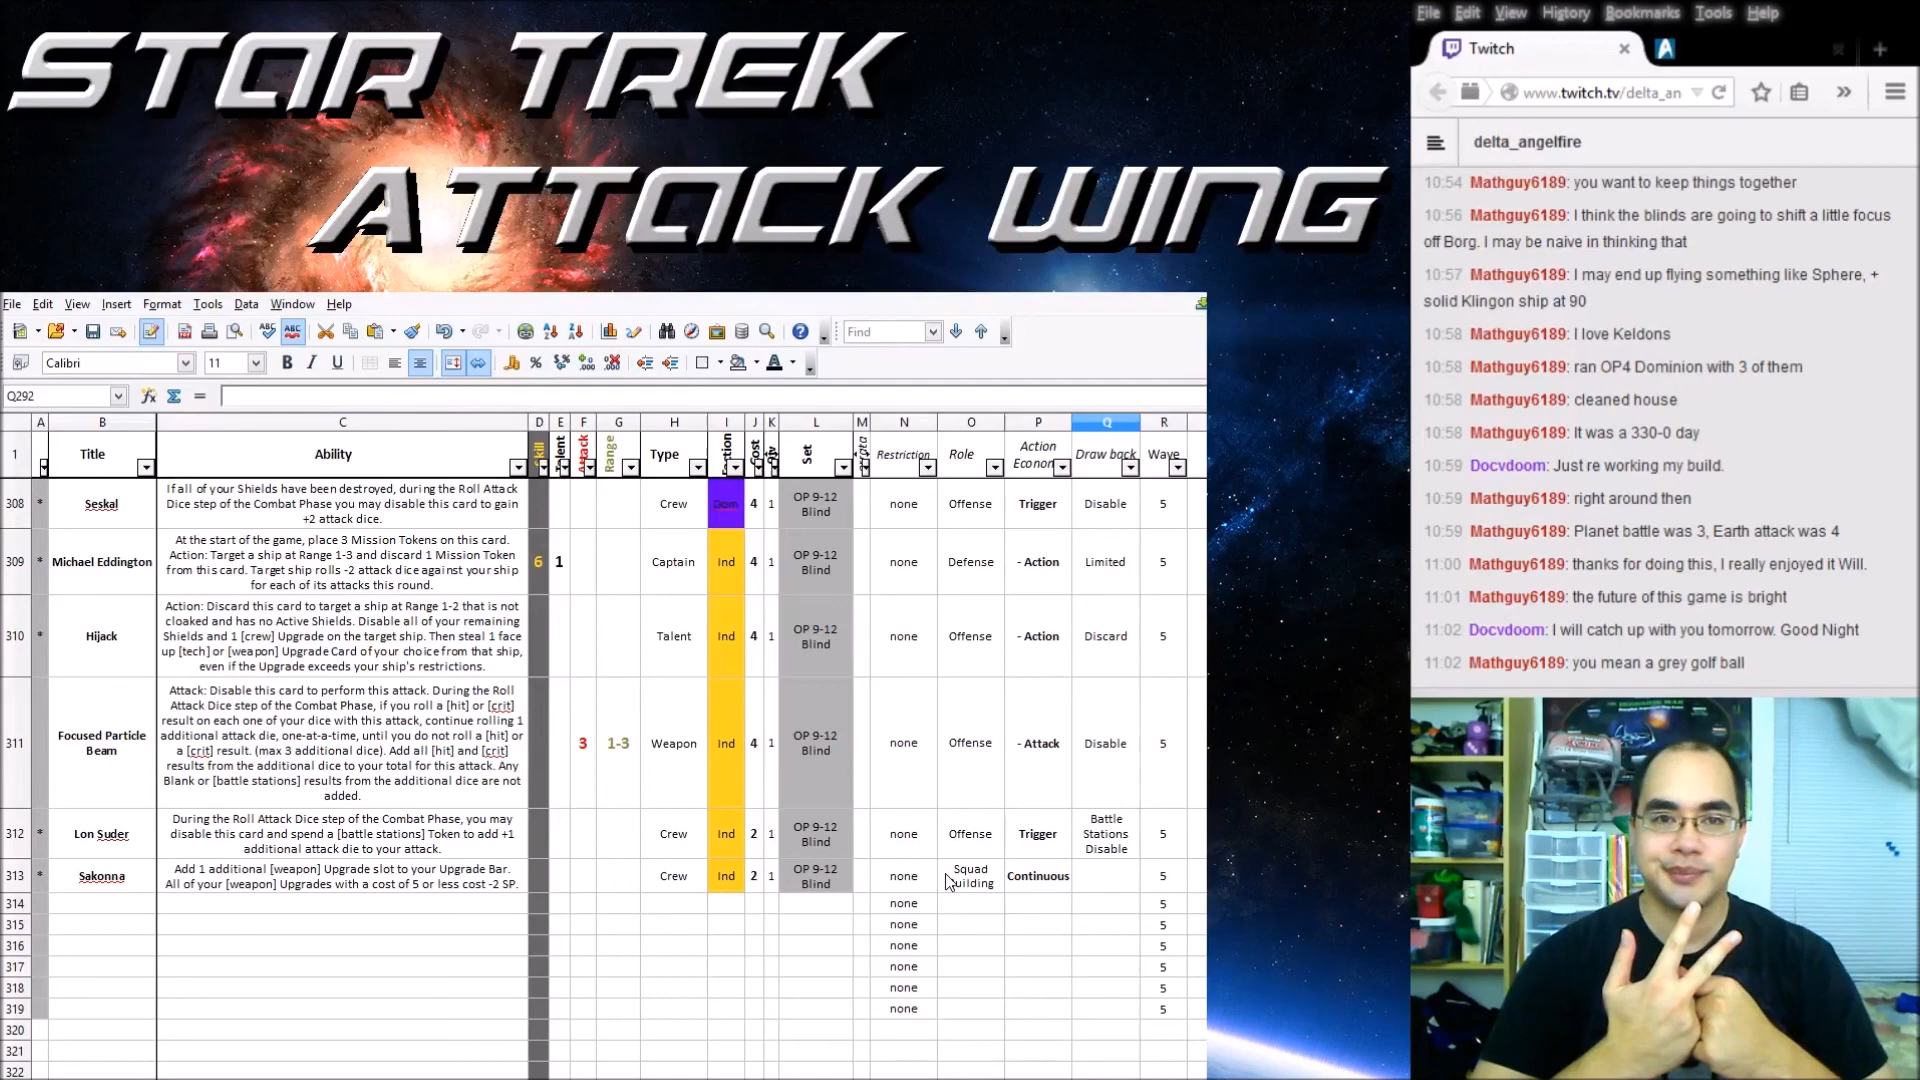 STAR TREK
ATTACK WING
File Edit View Insert Format Tools Data Window Help
Find
Calibri 11
Q292
A B C D E F G H I J K L M N O P Q R
1 Title Ability Skill Talent Attack Range Type Faction Cost Qty Set Restriction Role Action Econom Draw back Wave
308 * Seskal
If all of your Shields have been destroyed, during the Roll Attack
Dice step of the Combat Phase you may disable this card to gain
+2 attack dice.
Crew Dom 4 1 OP 9-12 Blind none Offense Trigger Disable 5
309 * Michael Eddington
At the start of the game, place 3 Mission Tokens on this card.
Action: Target a ship at Range 1-3 and discard 1 Mission Token
from this card. Target ship rolls -2 attack dice against your ship
for each of its attacks this round.
6 1 Captain Ind 4 1 OP 9-12 Blind none Defense - Action Limited 5
310 * Hijack
Action: Discard this card to target a ship at Range 1-2 that is not
cloaked and has no Active Shields. Disable all of your remaining
Shields and 1 [crew] Upgrade on the target ship. Then steal 1 face
up [tech] or [weapon] Upgrade Card of your choice from that ship,
even if the Upgrade exceeds your ship's restrictions.
Talent Ind 4 1 OP 9-12 Blind none Offense - Action Discard 5
311 * Focused Particle Beam
Attack: Disable this card to perform this attack. During the Roll
Attack Dice step of the Combat Phase, if you roll a [hit] or [crit]
result on each one of your dice with this attack, continue rolling 1
additional attack die, one-at-a-time, until you do not roll a [hit] or
a [crit] result. (max 3 additional dice). Add all [hit] and [crit]
results from the additional dice to your total for this attack. Any
Blank or [battle stations] results from the additional dice are not
added.
3 1-3 Weapon Ind 4 1 OP 9-12 Blind none Offense - Attack Disable 5
312 * Lon Suder
During the Roll Attack Dice step of the Combat Phase, you may
disable this card and spend a [battle stations] Token to add +1
additional attack die to your attack.
Crew Ind 2 1 OP 9-12 Blind none Offense Trigger Battle Stations Disable 5
313 * Sakonna
Add 1 additional [weapon] Upgrade slot to your Upgrade Bar.
All of your [weapon] Upgrades with a cost of 5 or less cost -2 SP.
Crew Ind 2 1 OP 9-12 Blind none Squad Building Continuous 5
314 none 5
315 none 5
316 none 5
317 none 5
318 none 5
319 none 5
320
321
322
File Edit View History Bookmarks Tools Help
Twitch
www.twitch.tv/delta_an
delta_angelfire
10:54 Mathguy6189: you want to keep things together
10:56 Mathguy6189: I think the blinds are going to shift a little focus
off Borg. I may be naive in thinking that
10:57 Mathguy6189: I may end up flying something like Sphere, +
solid Klingon ship at 90
10:58 Mathguy6189: I love Keldons
10:58 Mathguy6189: ran OP4 Dominion with 3 of them
10:58 Mathguy6189: cleaned house
10:58 Mathguy6189: It was a 330-0 day
10:59 Docvdoom: Just re working my build.
10:59 Mathguy6189: right around then
10:59 Mathguy6189: Planet battle was 3, Earth attack was 4
11:00 Mathguy6189: thanks for doing this, I really enjoyed it Will.
11:01 Mathguy6189: the future of this game is bright
11:02 Docvdoom: I will catch up with you tomorrow. Good Night
11:02 Mathguy6189: you mean a grey golf ball